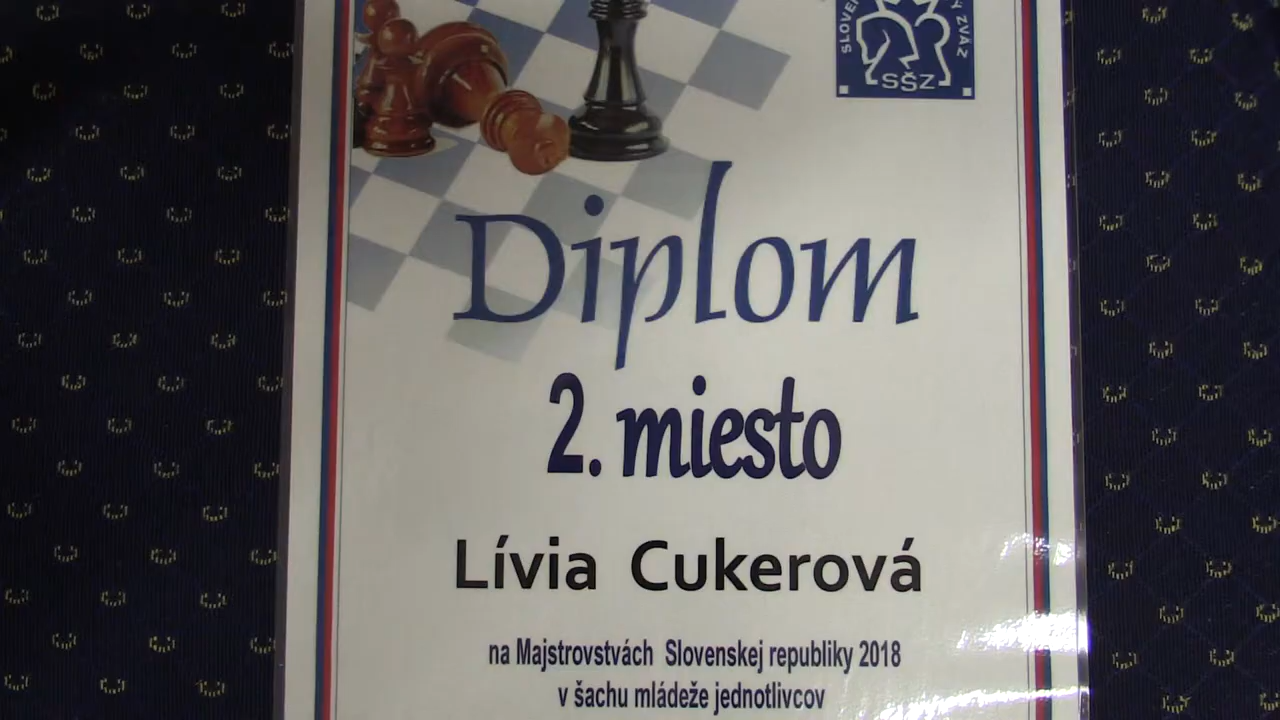 SŠZ
Diplom
2. miesto
Lívia Cukerová
na Majstrovstvách Slovenskej republiky 2018
v šachu mládeže jednotlivcov